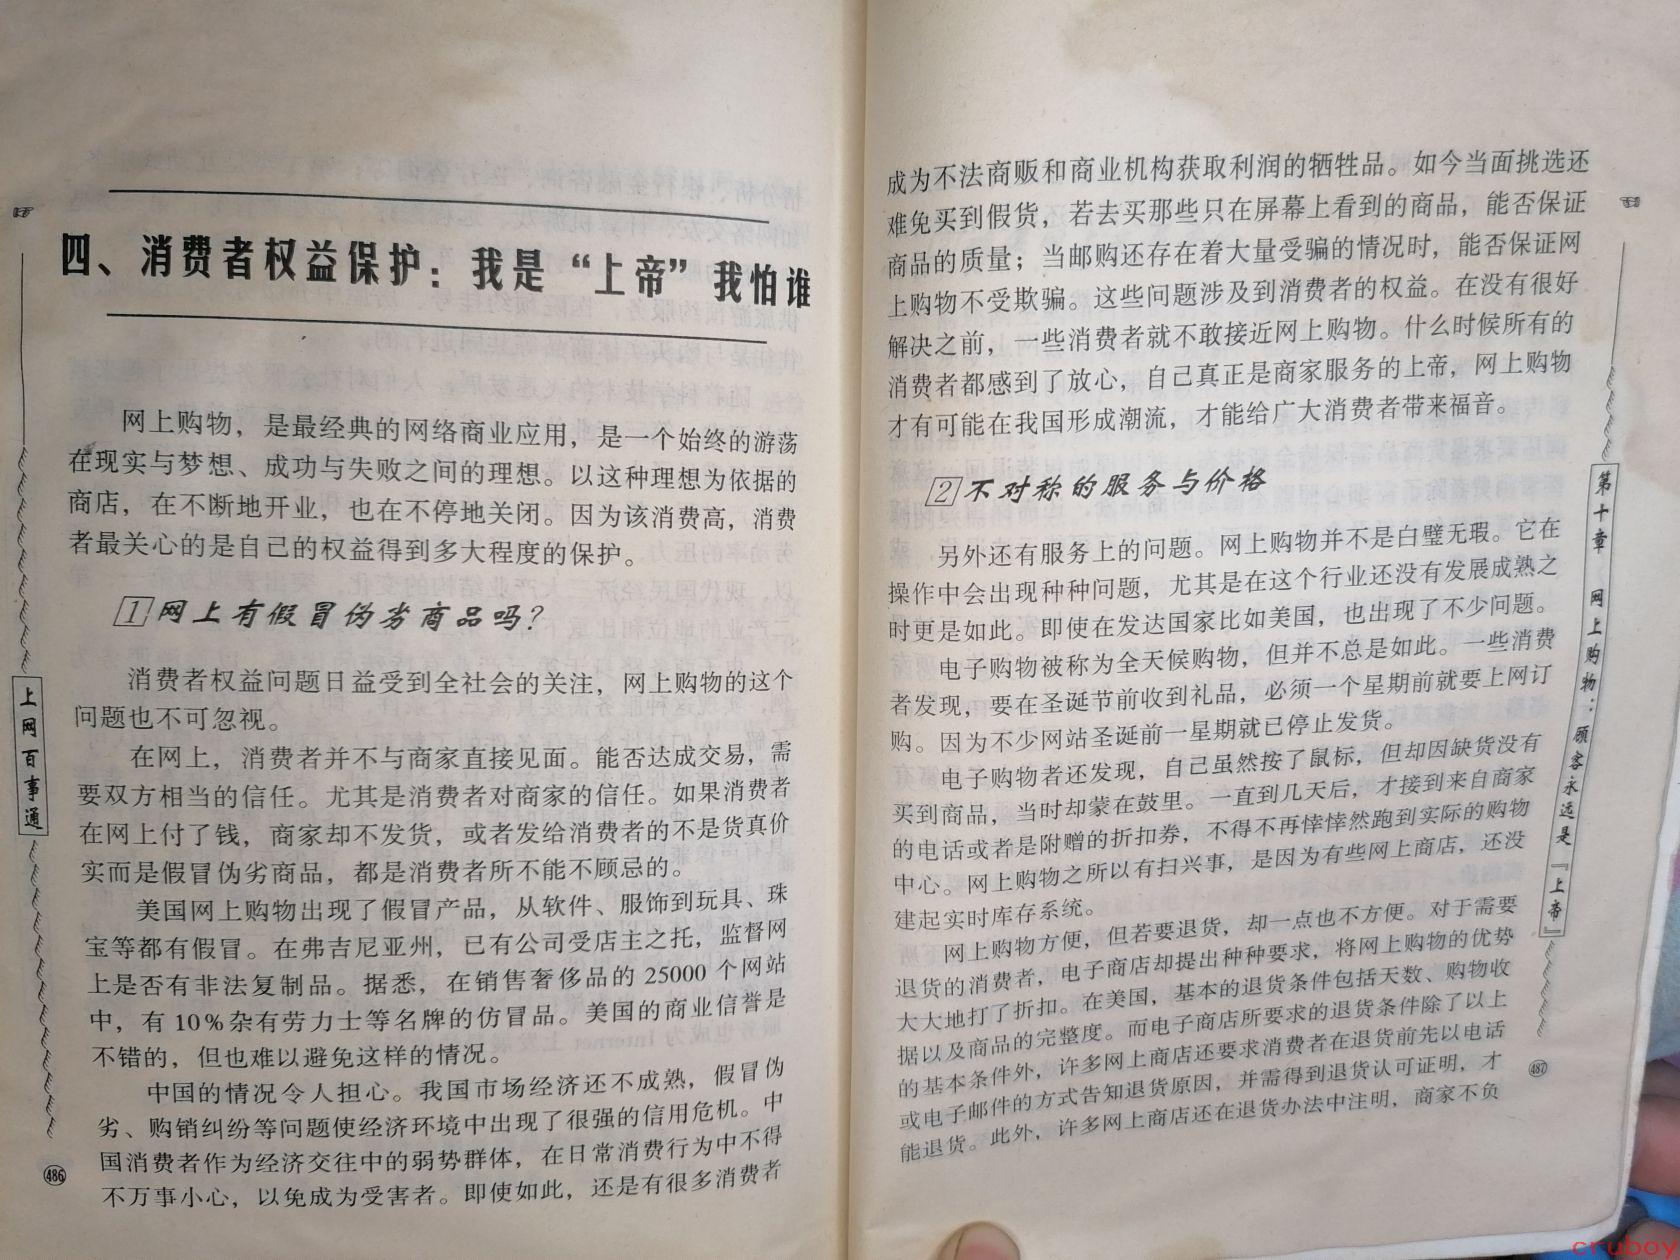 四、消费者权益保护：我是“上帝”我怕谁
网上购物，是最经典的网络商业应用，是一个始终的游荡
在现实与梦想、成功与失败之间的理想。以这种理想为依据的
商店，在不断地开业，也在不停地关闭。因为该消费高，消费
者最关心的是自己的权益得到多大程度的保护。
1网上有假冒伪劣商品吗？
消费者权益问题日益受到全社会的关注，网上购物的这个
问题也不可忽视。
在网上，消费者并不与商家直接见面。能否达成交易，需
要双方相当的信任。尤其是消费者对商家的信任。如果消费者
在网上付了钱，商家却不发货，或者发给消费者的不是货真价
实而是假冒伪劣商品，都是消费者所不能不顾忌的。
美国网上购物出现了假冒产品，从软件、服饰到玩具、珠
宝等都有假冒。在弗吉尼亚州，已有公司受店主之托，监督网
上是否有非法复制品。据悉，在销售奢侈品的25000个网站
中，有10%杂有劳力士等名牌的仿冒品。美国的商业信誉是
不错的，但也难以避免这样的情况。
中国的情况令人担心。我国市场经济还不成熟，假冒伪
劣、购销纠纷等问题使经济环境中出现了很强的信用危机。中
国消费者作为经济交往中的弱势群体，在日常消费行为中不得
不万事小心，以免成为受害者。即使如此，还是有很多消费者
上网百事通
486
成为不法商贩和商业机构获取利润的牺牲品。如今当面挑选还
难免买到假货，若去买那些只在屏幕上看到的商品，能否保证
商品的质量；当邮购还存在着大量受骗的情况时，能否保证网
上购物不受欺骗。这些问题涉及到消费者的权益。在没有很好
解决之前，一些消费者就不敢接近网上购物。什么时候所有的
消费者都感到了放心，自己真正是商家服务的上帝，网上购物
才有可能在我国形成潮流，才能给广大消费者带来福音。
2不对称的服务与价格
另外还有服务上的问题。网上购物并不是白璧无瑕。它在
操作中会出现种种问题，尤其是在这个行业还没有发展成熟之
时更是如此。即使在发达国家比如美国，也出现了不少问题。
电子购物被称为全天候购物，但并不总是如此。一些消费
者发现，要在圣诞节前收到礼品，必须一个星期前就要上网订
购。因为不少网站圣诞前一星期就已停止发货。
电子购物者还发现，自己虽然按了鼠标，但却因缺货没有
买到商品，当时却蒙在鼓里。一直到几天后，才接到来自商家
的电话或者是附赠的折扣券，不得不再悻悻然跑到实际的购物
中心。网上购物之所以有扫兴事，是因为有些网上商店，还没
建起实时库存系统。
网上购物方便，但若要退货，却一点也不方便。对于需要
退货的消费者，电子商店却提出种种要求，将网上购物的优势
大大地打了折扣。在美国，基本的退货条件包括天数、购物收
据以及商品的完整度。而电子商店所要求的退货条件除了以上
的基本条件外，许多网上商店还要求消费者在退货前先以电话
或电子邮件的方式告知退货原因，并需得到退货认可证明，才
能退货。此外，许多网上商店还在退货办法中注明，商家不负
第十章 网上购物：顾客永远是『上帝』
487
cruboy